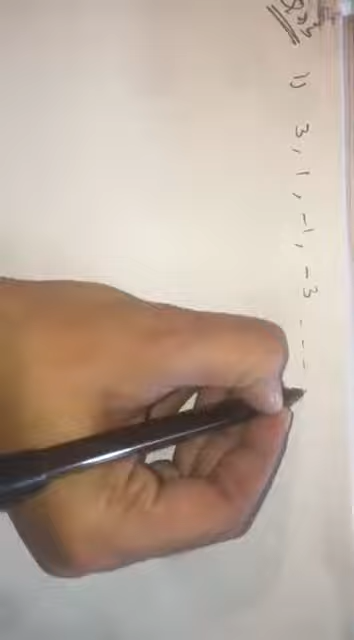 1) 3, 1, -1, -3 ---